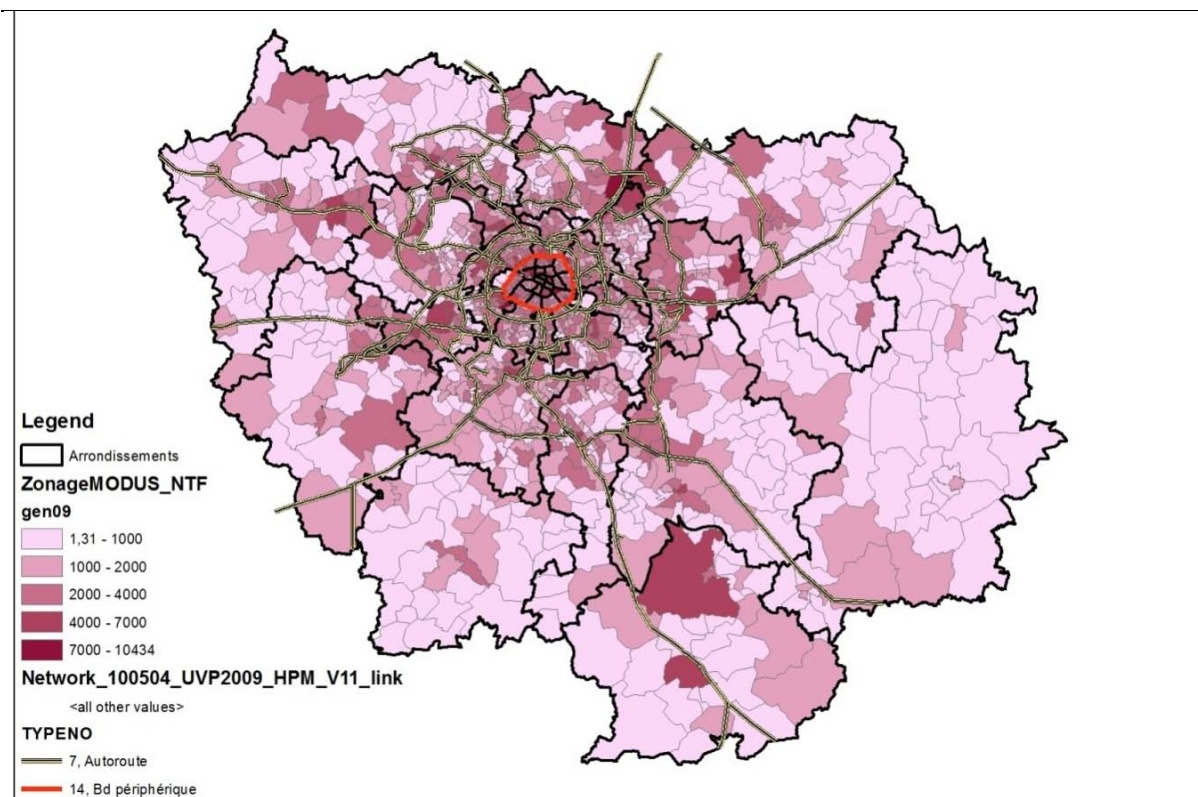 Legend
Arrondissements
ZonageMODUS_NTF
gen09
1,31 - 1000
1000 - 2000
2000 - 4000
4000 - 7000
7000 - 10434
Network_100504_UVP2009_HPM_V11_link
<all other values>
TYPENO
7, Autoroute
14, Bd périphérique